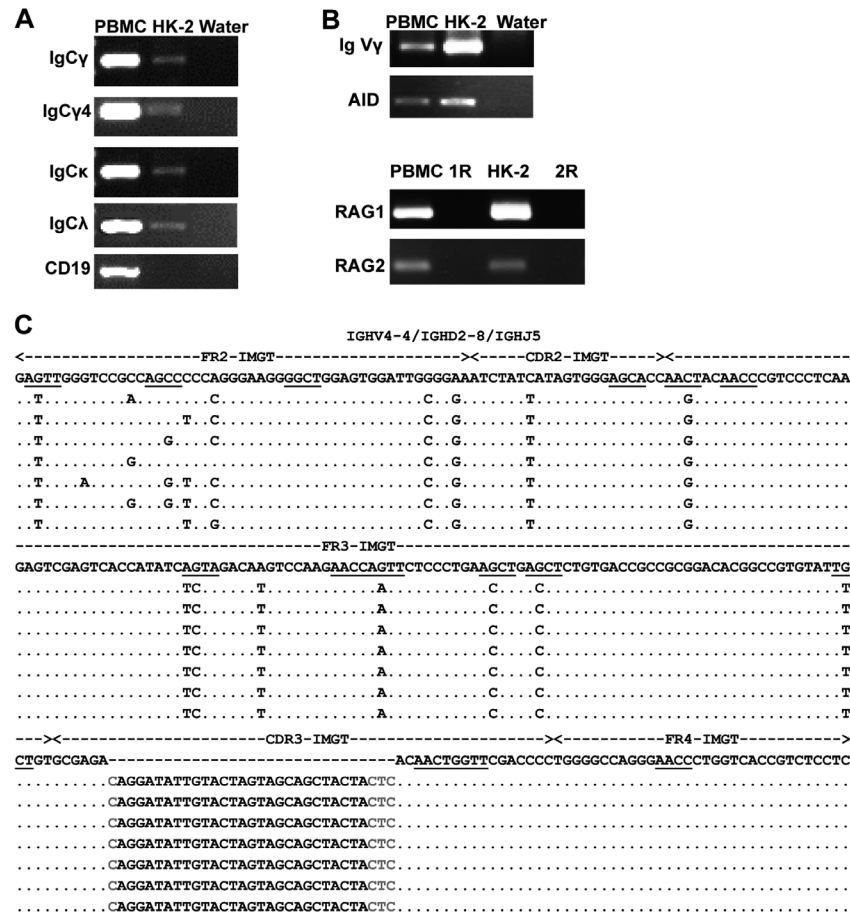 A
PBMC HK-2 Water
IgCγ
IgCγ4
IgCκ
IgCλ
CD19
B
PBMC HK-2 Water
Ig Vγ
AID
PBMC 1R HK-2 2R
RAG1
RAG2
C
IGHV4-4/IGHD2-8/IGHJ5
<-------------------FR2-IMGT--------------------><-----CDR2-IMGT-----><-------------------
GAGTTGGGTCCGCCAGCCCCCAGGGAAGGGGCTGGAGTGGATTGGGGAAATCTATCATAGTGGGAGCACCAACTACAACCCGTCCCTCAA
..T.........A........C......................C..G.......T................G.................
..T...............T..C......................C..G.......T................G.................
..T.............G....C......................C..G.......T................G.................
..T.........G...............................C..G.......T................G.................
..T....A........G.T..C......................C..G.......T................G.................
..T.........G...G.T..C......................C..G.......T................G.................
..T...............T..G......................C..G.......T................G.................
---------------------------------FR3-IMGT-------------------------------------------------
GAGTCGAGTCACCATATCAGTAGACAAGTCCAAGAACCAGTTCTCCCTGAAGCTGAGCTCTGTGACCGCCGCGGACACGGCCGTGTATTG
..................TC......T............A...........C....C................................T
..................TC......T............A...........C....C................................T
..................TC......T............A...........C....C................................T
..................TC......T............A...........C....C................................T
..................TC......T............A...........C....C................................T
..................TC......T............A...........C....C................................T
..................TC......T............A...........C....C................................T
---><----------------------CDR3-IMGT---------------------><-----------FR4-IMGT----------->
CTGTGCGAGA-------------------------------ACAACTGGTTCGACCCCTGGGGCCAGGGAACCCTGGTCACCGTCTCCTC
..........CAGGATATTGTACTAGTAGCAGCTACTACTC.................................................
..........CAGGATATTGTACTAGTAGCAGCTACTACTC.................................................
..........CAGGATATTGTACTAGTAGCAGCTACTACTC.................................................
..........CAGGATATTGTACTAGTAGCAGCTACTACTC.................................................
..........CAGGATATTGTACTAGTAGCAGCTACTACTC.................................................
..........CAGGATATTGTACTAGTAGCAGCTACTACTC.................................................
..........CAGGATATTGTACTAGTAGCAGCTACTACTC.................................................